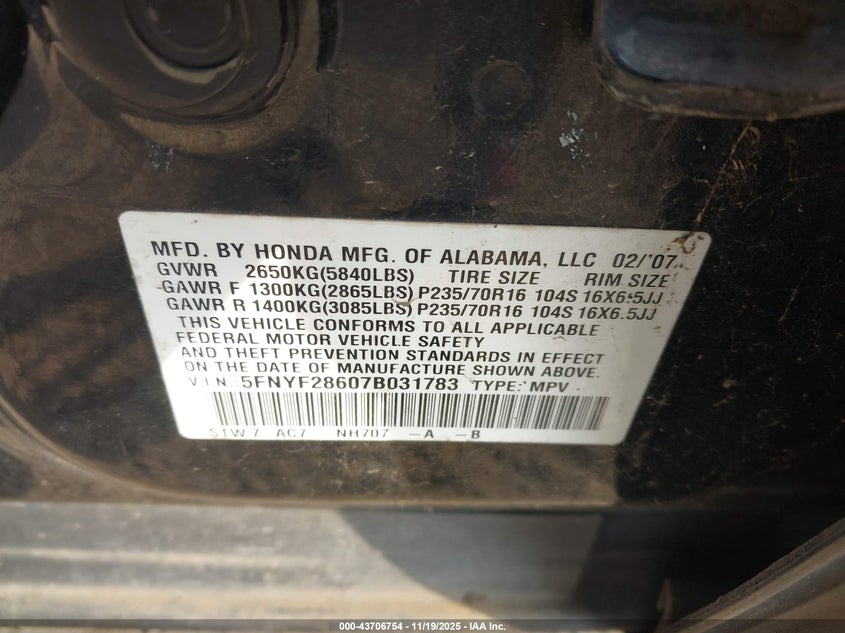 MFD. BY HONDA MFG. OF ALABAMA, LLC 02/'07
GVWR 2650KG(5840LBS) TIRE SIZE RIM SIZE
GAWR F 1300KG(2865LBS) P235/70R16 104S 16X6.5JJ
GAWR R 1400KG(3085LBS) P235/70R16 104S 16X6.5JJ
THIS VEHICLE CONFORMS TO ALL APPLICABLE
FEDERAL MOTOR VEHICLE SAFETY
AND THEFT PREVENTION STANDARDS IN EFFECT
ON THE DATE OF MANUFACTURE SHOWN ABOVE.
V.I.N.: 5FNYF28607B031783 TYPE: MPV
STW7 AC7 NH707 -A -B
000-43706754 - 11/19/2025 - IAA Inc.